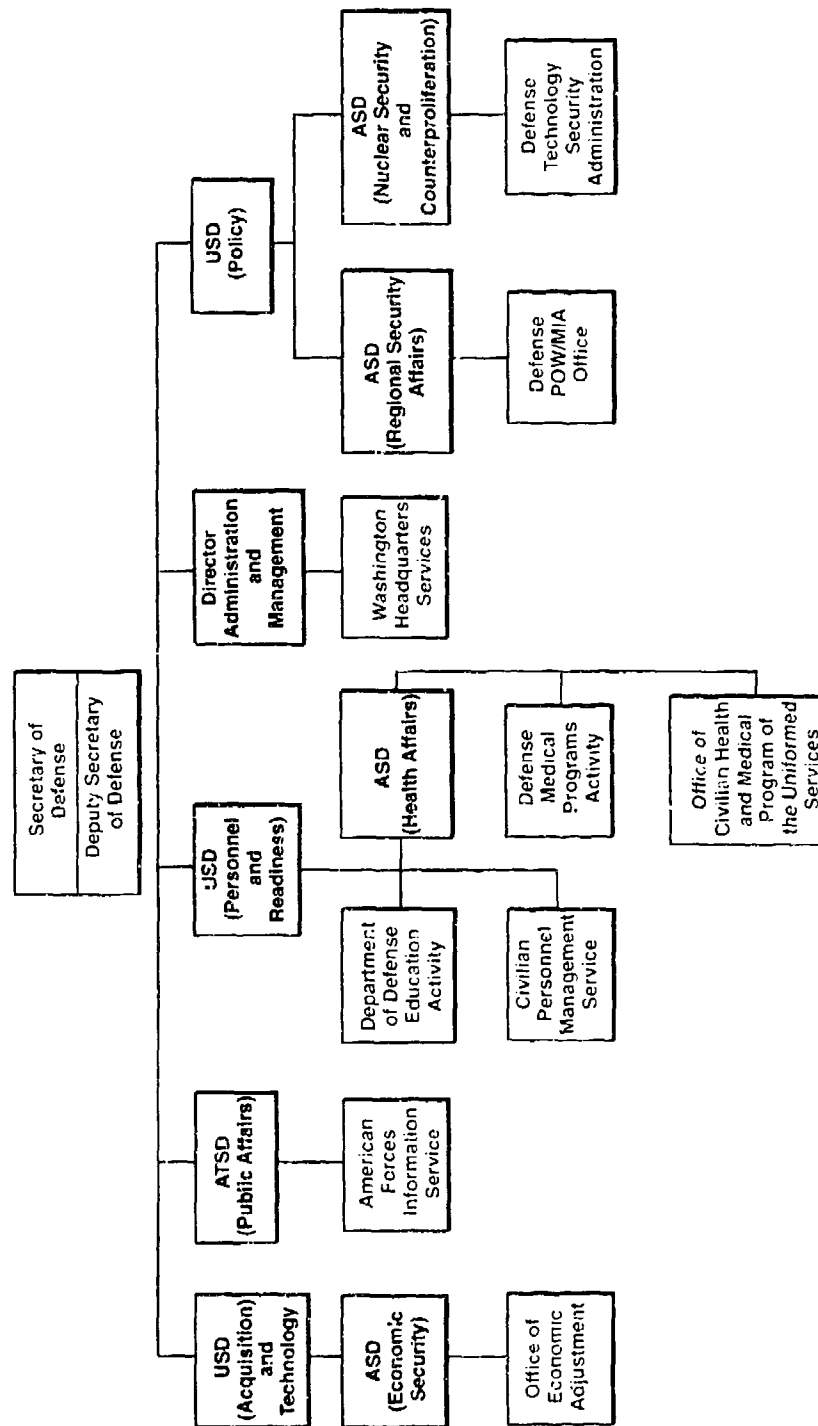 Secretary of
Defense
Deputy Secretary
of Defense
USD
(Acquisition)
and
Technology
ATSD
(Public Affairs)
USD
(Personnel
and
Readiness)
Director
Administration
and
Management
USD
(Policy)
ASD
(Economic
Security)
American
Forces
Information
Service
Department
of Defense
Education
Activity
ASD
(Health Affairs)
Washington
Headquarters
Services
ASD
(Regional Security
Affairs)
ASD
(Nuclear Security
and
Counterproliferation)
Office of
Economic
Adjustment
Civilian
Personnel
Management
Service
Defense
Medical
Programs
Activity
Defense
POW/MIA
Office
Defense
Technology
Security
Administration
Office of
Civilian Health
and Medical
Program of
the Uniformed
Services